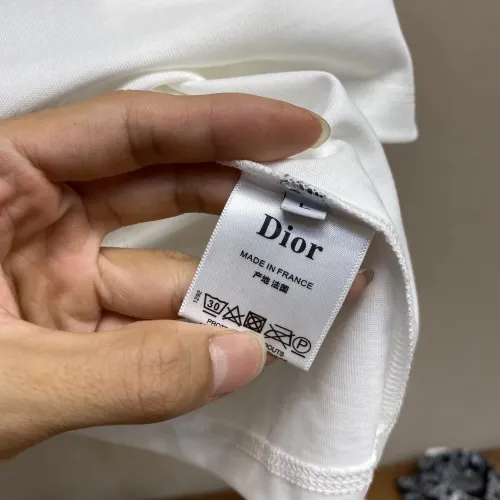 L
Dior
MADE IN FRANCE
产地 法国
30 P